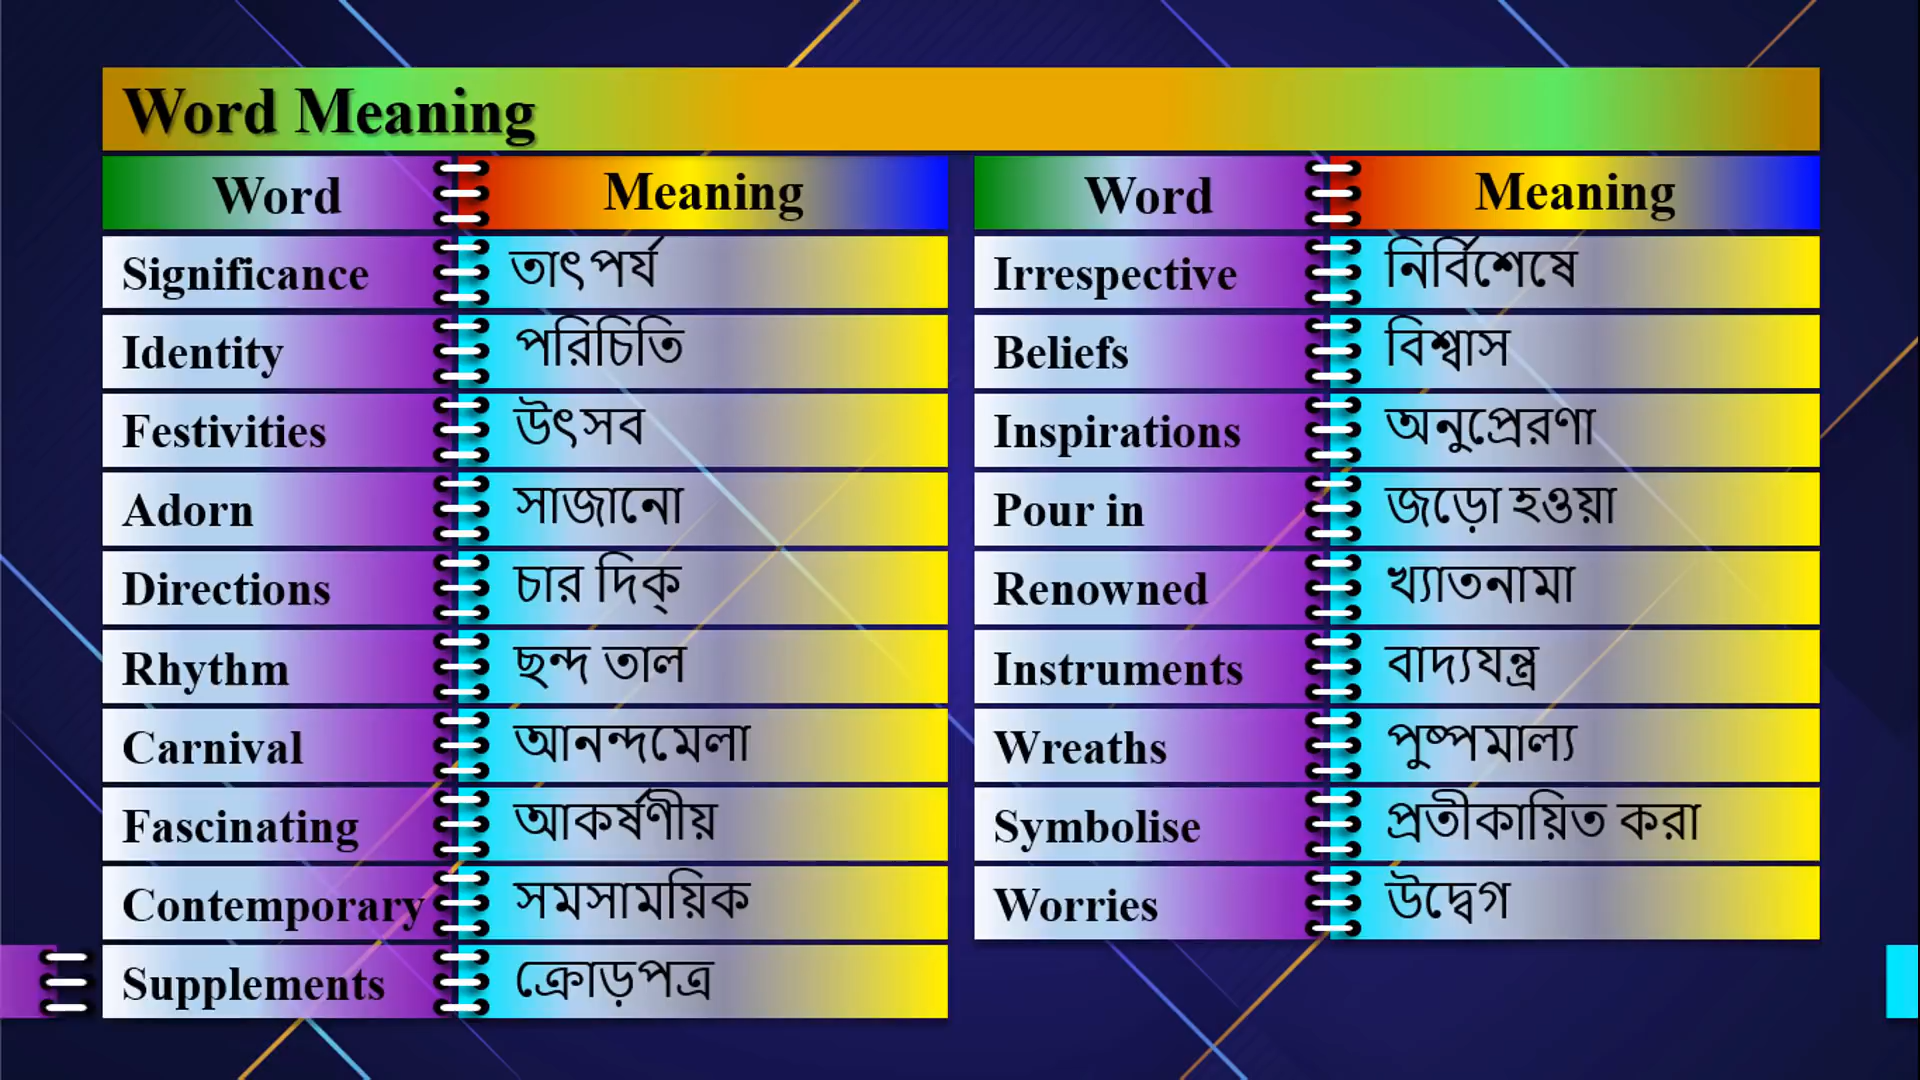 Word Meaning
Word Meaning
Significance তাৎপর্য
Identity পরিচিতি
Festivities উৎসব
Adorn সাজানো
Directions চার দিক্
Rhythm ছন্দ তাল
Carnival আনন্দমেলা
Fascinating আকর্ষণীয়
Contemporary সমসাময়িক
Supplements ক্রোড়পত্র
Word Meaning
Irrespective নির্বিশেষে
Beliefs বিশ্বাস
Inspirations অনুপ্রেরণা
Pour in জড়ো হওয়া
Renowned খ্যাতনামা
Instruments বাদ্যযন্ত্র
Wreaths পুষ্পমাল্য
Symbolise প্রতীকায়িত করা
Worries উদ্বেগ